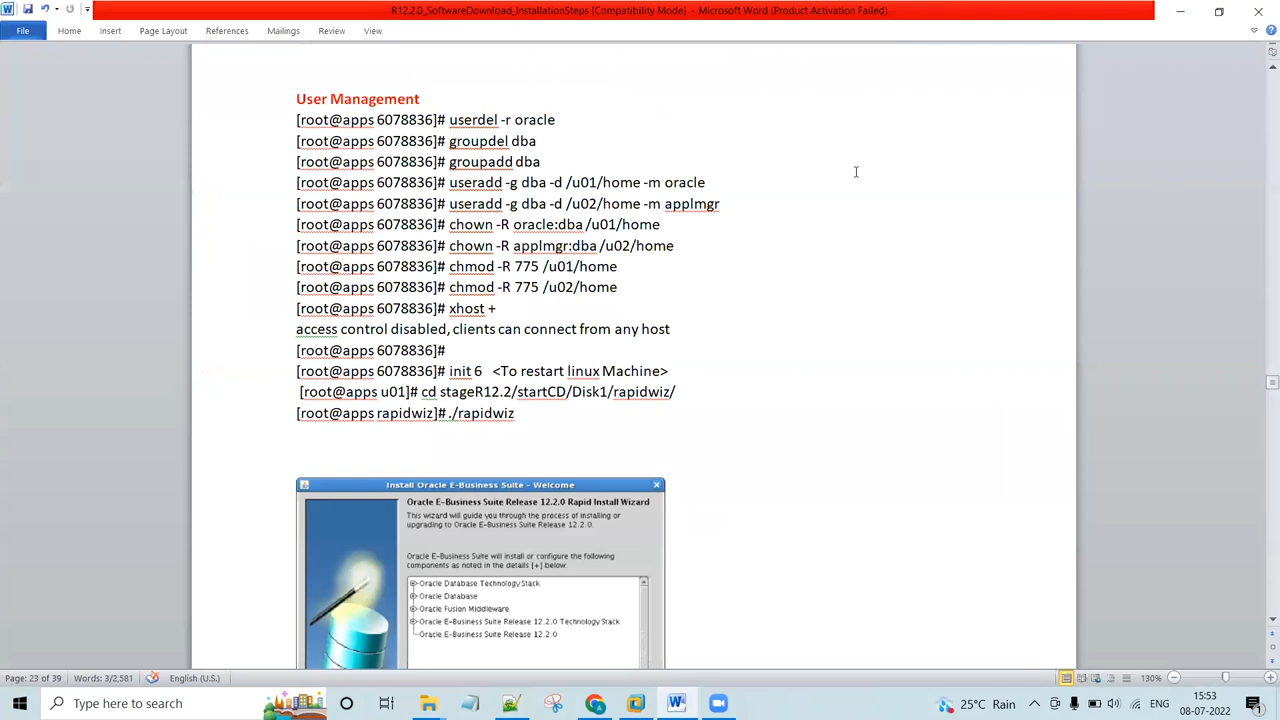 R12.2.0_SoftwareDownload_InstallationSteps [Compatibility Mode] - Microsoft Word (Product Activation Failed)
File Home Insert Page Layout References Mailings Review View
User Management
[root@apps 6078836]# userdel -r oracle
[root@apps 6078836]# groupdel dba
[root@apps 6078836]# groupadd dba
[root@apps 6078836]# useradd -g dba -d /u01/home -m oracle
[root@apps 6078836]# useradd -g dba -d /u02/home -m applmgr
[root@apps 6078836]# chown -R oracle:dba /u01/home
[root@apps 6078836]# chown -R applmgr:dba /u02/home
[root@apps 6078836]# chmod -R 775 /u01/home
[root@apps 6078836]# chmod -R 775 /u02/home
[root@apps 6078836]# xhost +
access control disabled, clients can connect from any host
[root@apps 6078836]#
[root@apps 6078836]# init 6 <To restart linux Machine>
[root@apps u01]# cd stageR12.2/startCD/Disk1/rapidwiz/
[root@apps rapidwiz]# ./rapidwiz
Install Oracle E-Business Suite - Welcome
Oracle E-Business Suite Release 12.2.0 Rapid Install Wizard
This wizard will guide you through the process of installing or
upgrading to Oracle E-Business Suite Release 12.2.0.
Oracle E-Business Suite will install or configure the following
components as noted in the details [+] below:
Oracle Database Technology Stack
Oracle Database
Oracle Fusion Middleware
Oracle E-Business Suite Release 12.2.0 Technology Stack
Oracle E-Business Suite Release 12.2.0
Page: 23 of 39 Words: 3/2,581 English (U.S.) 130%
Type here to search
25°C Rain ENG 15:53
08-07-2022